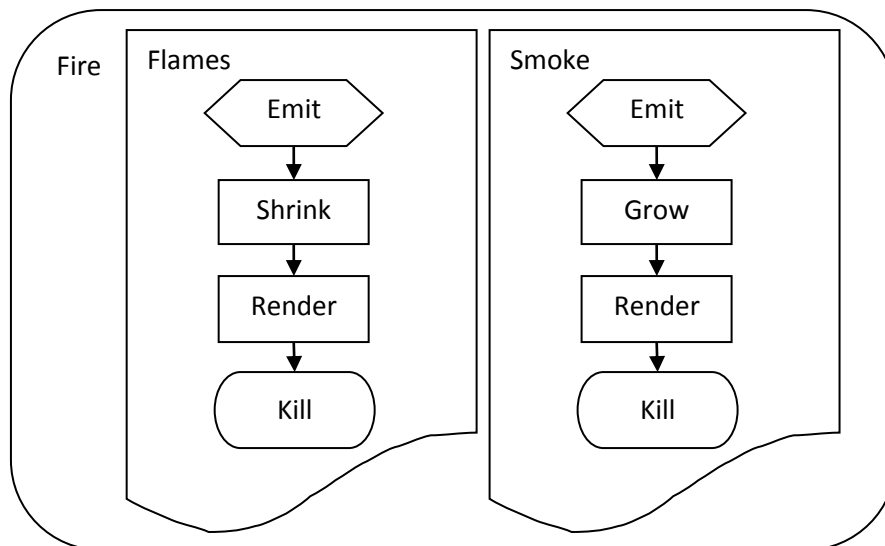 Fire
Flames
Emit
Shrink
Render
Kill
Smoke
Emit
Grow
Render
Kill